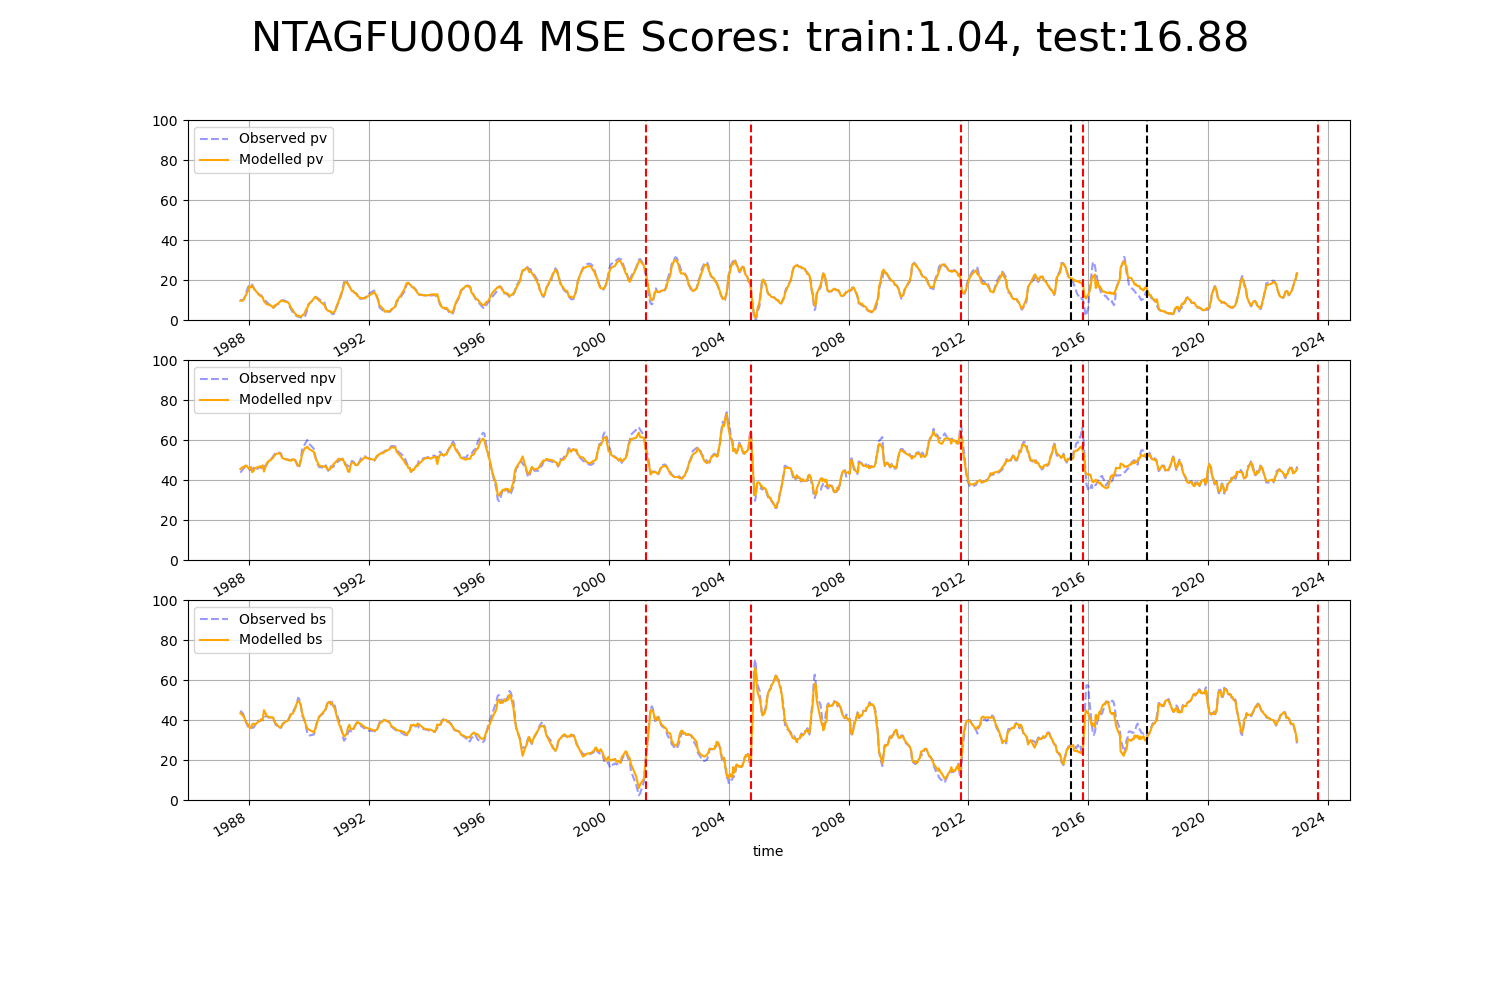 NTAGFU0004 MSE Scores: train:1.04, test:16.88
Observed pv
Modelled pv
100
80
60
40
20
0
1988 1992 1996 2000 2004 2008 2012 2016 2020 2024
Observed npv
Modelled npv
100
80
60
40
20
0
1988 1992 1996 2000 2004 2008 2012 2016 2020 2024
Observed bs
Modelled bs
100
80
60
40
20
0
1988 1992 1996 2000 2004 2008 2012 2016 2020 2024
time